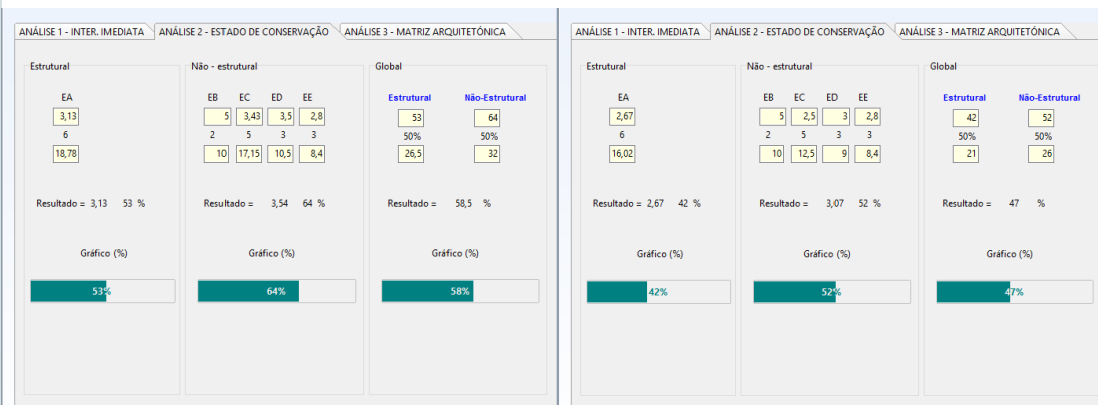 ANÁLISE 1 - INTER. IMEDIATA ANÁLISE 2 - ESTADO DE CONSERVAÇÃO ANÁLISE 3 - MATRIZ ARQUITETÓNICA
Estrutural Não - estrutural Global
EA EB EC ED EE Estrutural Não-Estrutural
3,13 5 3,43 3,5 2,8 53 64
6 2 5 3 3 50% 50%
18,78 10 17,15 10,5 8,4 26,5 32
Resultado = 3,13 53 % Resultado = 3,54 64 % Resultado = 58,5 %
Gráfico (%) Gráfico (%) Gráfico (%)
53% 64% 58%
ANÁLISE 1 - INTER. IMEDIATA ANÁLISE 2 - ESTADO DE CONSERVAÇÃO ANÁLISE 3 - MATRIZ ARQUITETÓNICA
Estrutural Não - estrutural Global
EA EB EC ED EE Estrutural Não-Estrutural
2,67 5 2,5 3 2,8 42 52
6 2 5 3 3 50% 50%
16,02 10 12,5 9 8,4 21 26
Resultado = 2,67 42 % Resultado = 3,07 52 % Resultado = 47 %
Gráfico (%) Gráfico (%) Gráfico (%)
42% 52% 47%